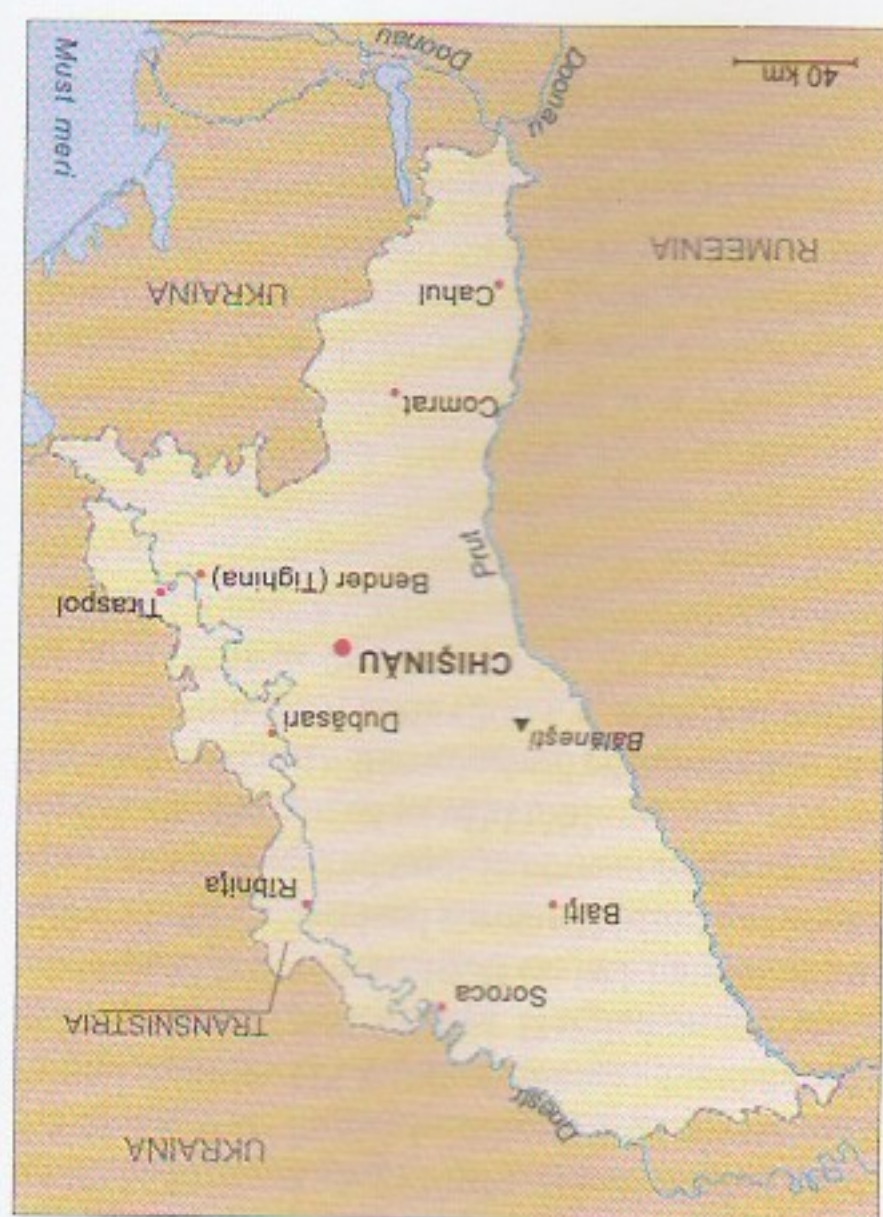 UKRAINA
Dnestr
TRANSNISTRIA
Soroca
Bălţi
Rîbniţa
Bălăneşti
Dubăsari
CHIŞINĂU
Tiraspol
Bender (Tighina)
Prut
Comrat
Cahul
UKRAINA
RUMEENIA
Must meri
Doonau
Doonau
40 km